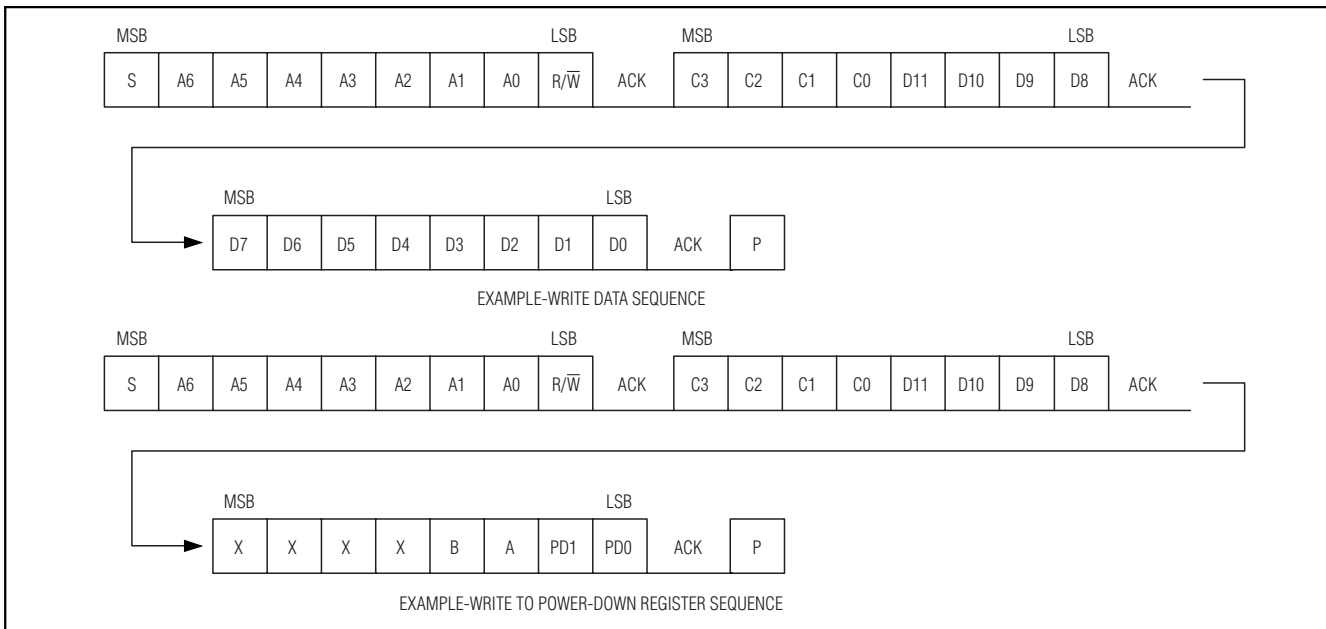 MSB LSB MSB LSB
S A6 A5 A4 A3 A2 A1 A0 R/W̅ ACK C3 C2 C1 C0 D11 D10 D9 D8 ACK
MSB LSB
D7 D6 D5 D4 D3 D2 D1 D0 ACK P
EXAMPLE-WRITE DATA SEQUENCE
MSB LSB MSB LSB
S A6 A5 A4 A3 A2 A1 A0 R/W̅ ACK C3 C2 C1 C0 D11 D10 D9 D8 ACK
MSB LSB
X X X X B A PD1 PD0 ACK P
EXAMPLE-WRITE TO POWER-DOWN REGISTER SEQUENCE